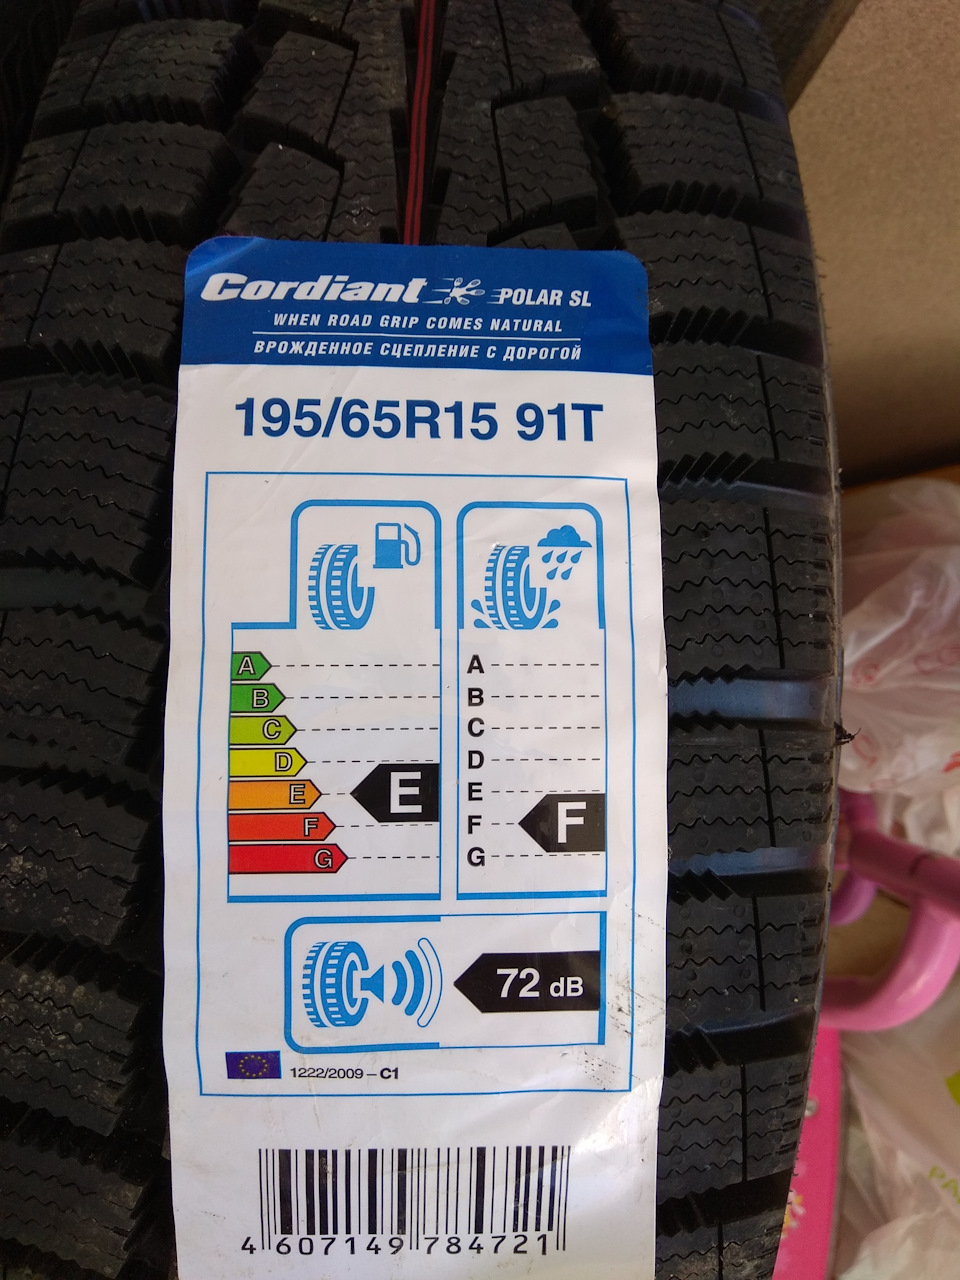 Cordiant POLAR SL
WHEN ROAD GRIP COMES NATURAL
ВРОЖДЕННОЕ СЦЕПЛЕНИЕ С ДОРОГОЙ
195/65R15 91T
A
B
C
D
E
F
G
E
A
B
C
D
E
F
G
F
72 dB
1222/2009 – C1
4 607149 784721